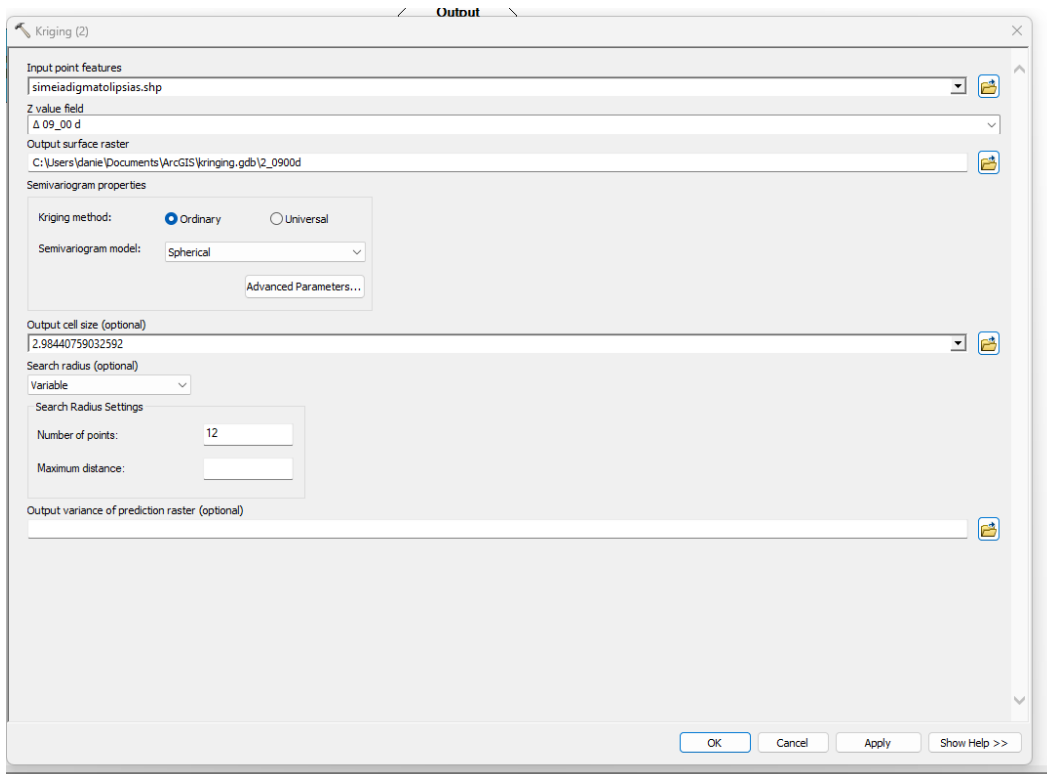 Output
Kriging (2)
Input point features
simeiadigmatolipsias.shp
Z value field
Δ 09_00 d
Output surface raster
C:\Users\danie\Documents\ArcGIS\kringing.gdb\2_0900d
Semivariogram properties
Kriging method: Ordinary Universal
Semivariogram model: Spherical
Advanced Parameters...
Output cell size (optional)
2.98440759032592
Search radius (optional)
Variable
Search Radius Settings
Number of points: 12
Maximum distance:
Output variance of prediction raster (optional)
OK Cancel Apply Show Help >>